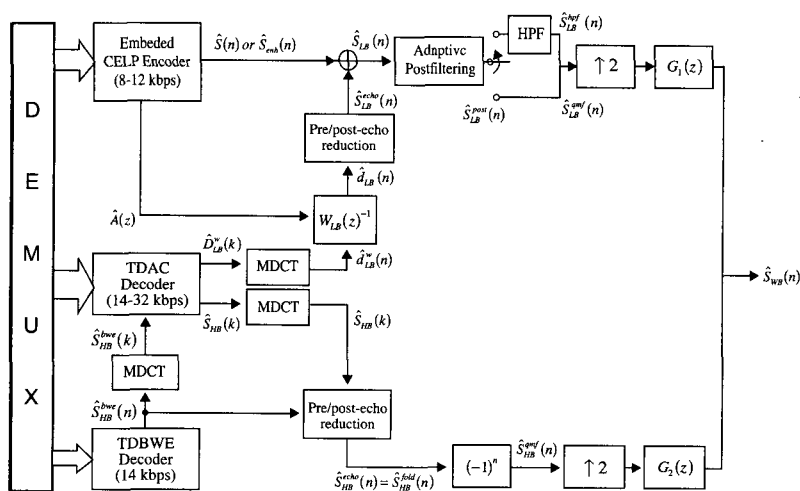 D
E
M
U
X
Embeded
CELP Encoder
(8-12 kbps)
Ŝ(n) or Ŝ_enh(n)
Ŝ_LB(n)
Adnptivc
Postfiltering
HPF
Ŝ_LB^hpf(n)
↑2
G₁(z)
Ŝ_LB^post(n)
Ŝ_LB^qmf(n)
Ŝ_LB^echo(n)
Pre/post-echo
reduction
d̂_LB(n)
Â(z)
W_LB(z)⁻¹
TDAC
Decoder
(14-32 kbps)
D̂_LB^w(k)
MDCT
d̂_LB^w(n)
Ŝ_HB(k)
MDCT
Ŝ_HB(k)
Ŝ_WB(n)
Ŝ_HB^bwe(k)
MDCT
Ŝ_HB^bwe(n)
Pre/post-echo
reduction
TDBWE
Decoder
(14 kbps)
Ŝ_HB^echo(n) = Ŝ_HB^fold(n)
(-1)ⁿ
Ŝ_HB^qmf(n)
↑2
G₂(z)